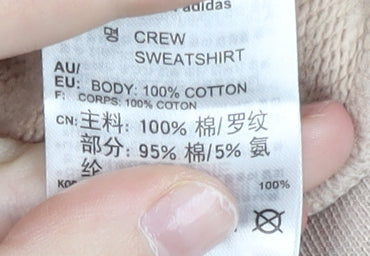 adidas
CREW
SWEATSHIRT
AU/
EU: BODY: 100% COTTON
F: CORPS: 100% COTON
CN: 主料: 100% 棉/罗纹
部分: 95% 棉/5% 氨
纶
100%